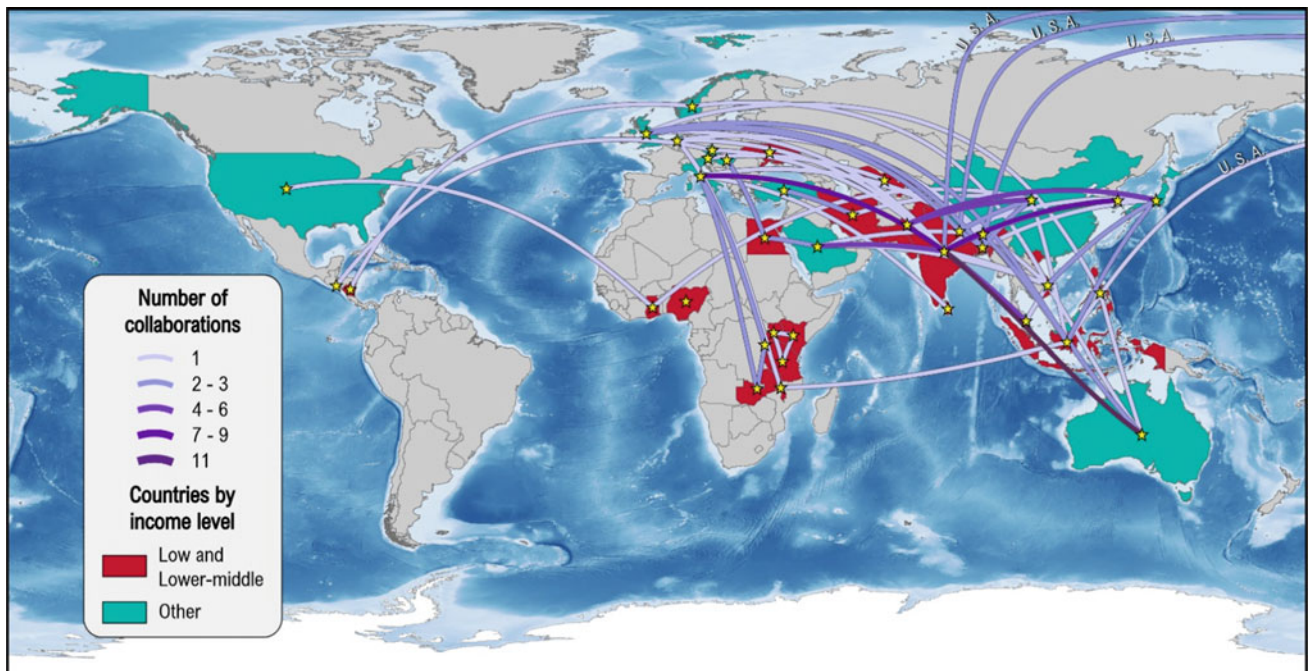 U. S. A.
U. S. A.
U. S. A.
U. S. A.
Number of
collaborations
1
2 - 3
4 - 6
7 - 9
11
Countries by
income level
Low and
Lower-middle
Other